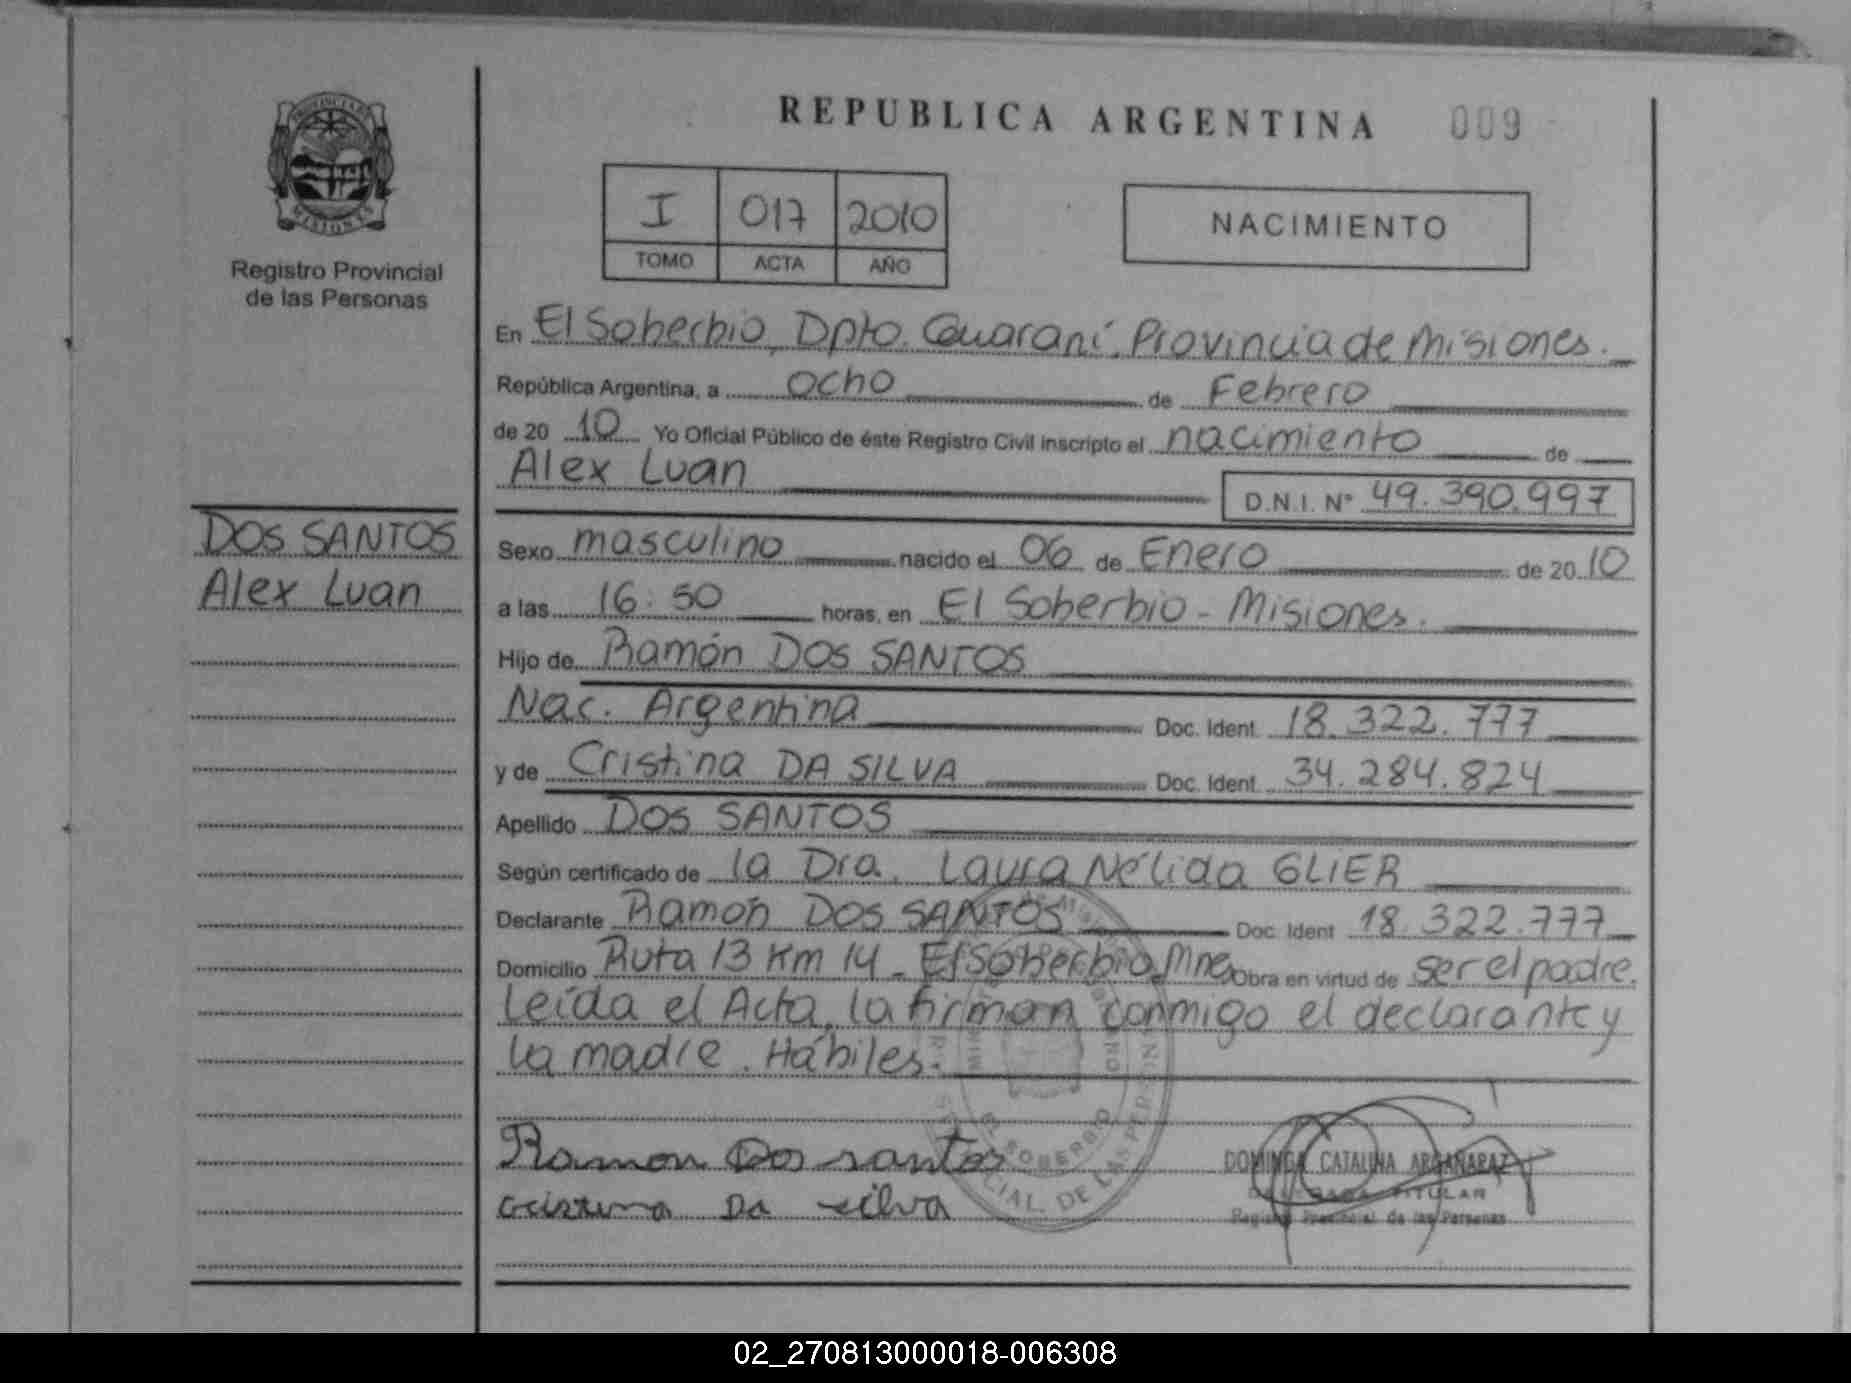 REPUBLICA ARGENTINA 009
PROVINCIA DE
MISIONES
Registro Provincial
de las Personas
I 017 2010
TOMO ACTA AÑO
NACIMIENTO
En El Soberbio, Dpto. Guaraní, Provincia de Misiones.
República Argentina, a ocho de Febrero
de 20 10 Yo Oficial Público de éste Registro Civil inscripto el nacimiento de
Alex Luan D.N.I. N° 49.390.997
DOS SANTOS
Alex Luan
Sexo masculino nacido el 06 de Enero de 20 10
a las 16:50 horas, en El Soberbio - Misiones.
Hijo de Ramón DOS SANTOS
Nac. Argentina Doc. Ident. 18.322.777
y de Cristina DA SILVA Doc. Ident. 34.284.824
Apellido DOS SANTOS
Según certificado de la Dra. Laura Nélida GLIER
Declarante Ramón DOS SANTOS Doc. Ident 18.322.777
Domicilio Ruta 13 Km 14 - El Soberbio, Mnes Obra en virtud de ser el padre.
Leída el Acta, la firman conmigo el declarante y
la madre. Hábiles.
Ramon Dos santos
Cristina Da silva
SOBERBIO
DOMINGA CATALINA ARGAÑARAZ
DELEGADA TITULAR
Registro Provincial de las Personas
02_270813000018-006308